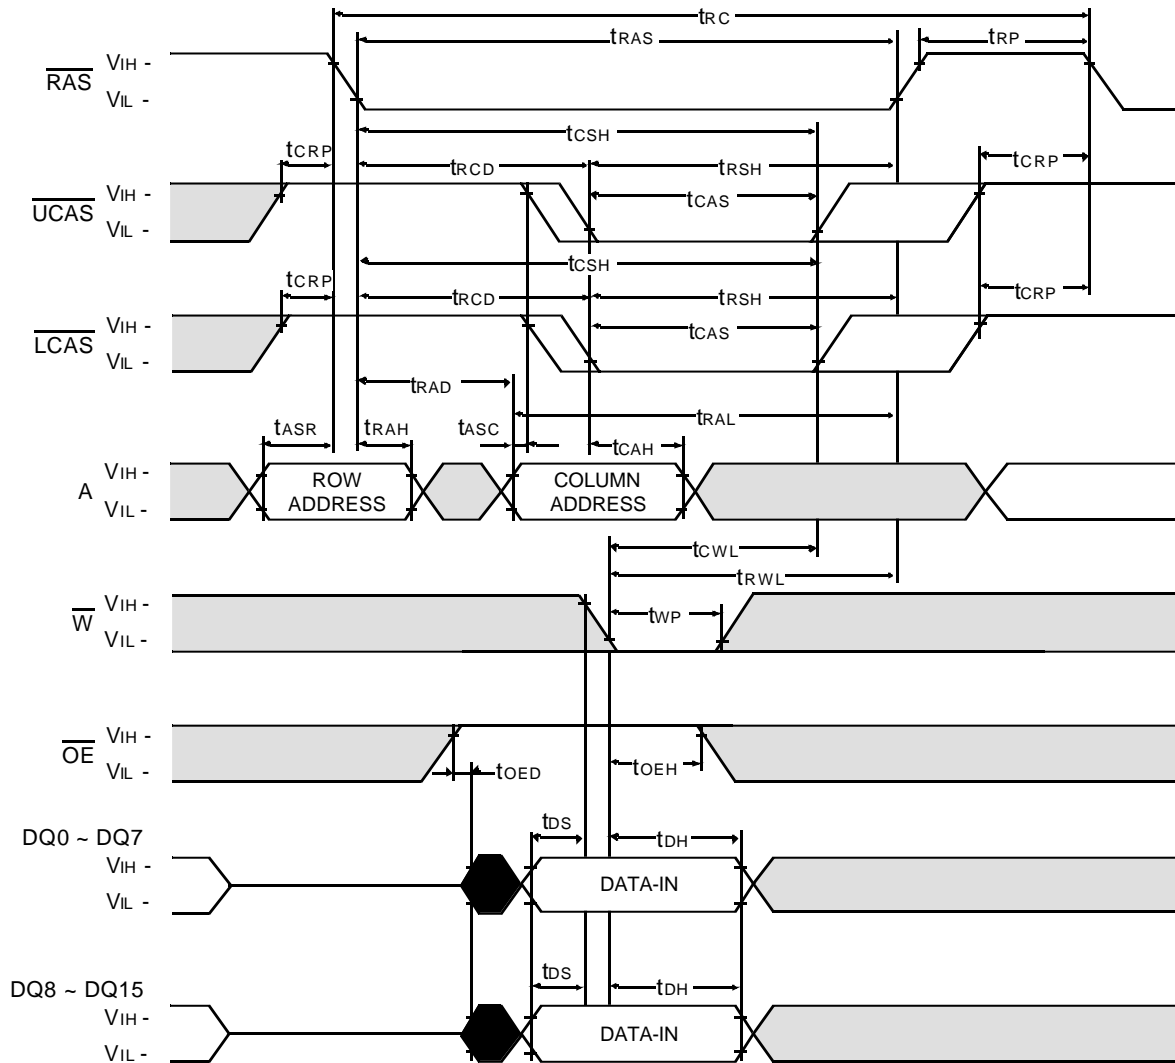 tRC
tRAS
tRP
RAS
VIH -
VIL -
tCSH
tCRP
tRCD
tRSH
tCRP
UCAS
VIH -
VIL -
tCAS
tCSH
tCRP
tRCD
tRSH
tCRP
LCAS
VIH -
VIL -
tCAS
tRAD
tRAL
tASR
tRAH
tASC
tCAH
A
VIH -
VIL -
ROW
ADDRESS
COLUMN
ADDRESS
tCWL
tRWL
W
VIH -
VIL -
tWP
OE
VIH -
VIL -
tOED
tOEH
DQ0 ~ DQ7
VIH -
VIL -
tDS
tDH
DATA-IN
DQ8 ~ DQ15
VIH -
VIL -
tDS
tDH
DATA-IN